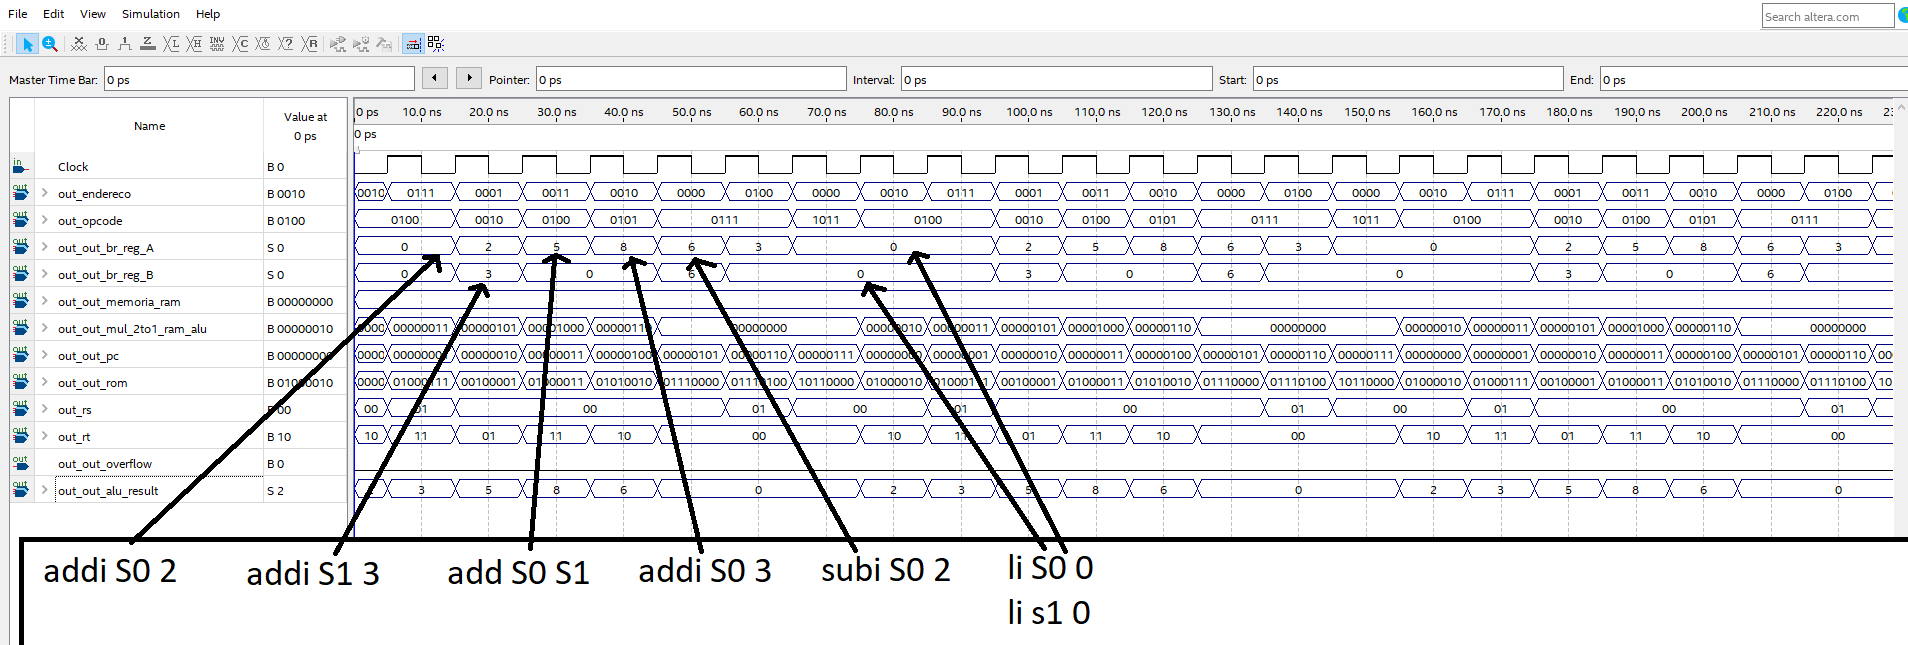 File Edit View Simulation Help
Search altera.com
Master Time Bar: 0 ps Pointer: 0 ps Interval: 0 ps Start: 0 ps End: 0 ps
Name Value at 0 ps 0 ps 10.0 ns 20.0 ns 30.0 ns 40.0 ns 50.0 ns 60.0 ns 70.0 ns 80.0 ns 90.0 ns 100.0 ns 110.0 ns 120.0 ns 130.0 ns 140.0 ns 150.0 ns 160.0 ns 170.0 ns 180.0 ns 190.0 ns 200.0 ns 210.0 ns 220.0 ns
0 ps
in Clock B 0
out out_endereco B 0010 0010 0111 0001 0011 0010 0000 0100 0000 0010 0111 0001 0011 0010 0000 0100 0000 0010 0111 0001 0011 0010 0000 0100
out out_opcode B 0100 0100 0010 0100 0101 0111 1011 0100 0010 0100 0101 0111 1011 0100 0010 0100 0101 0111
out out_out_br_reg_A S 0 0 2 5 8 6 3 0 2 5 8 6 3 0 2 5 8 6 3
out out_out_br_reg_B S 0 0 3 0 6 0 3 0 6 0 3 0 6
out out_out_memoria_ram B 00000000
out out_out_mul_2to1_ram_alu B 00000010 0000 00000011 00000101 00001000 00000110 00000000 00000010 00000011 00000101 00001000 00000110 00000000 00000010 00000011 00000101 00001000 00000110 00000000
out out_out_pc B 00000000 0000 00000001 00000010 00000011 00000100 00000101 00000110 00000111 00000000 00000001 00000010 00000011 00000100 00000101 00000110 00000111 00000000 00000001 00000010 00000011 00000100 00000101 00000110 00
out out_out_rom B 01000010 0000 01000111 00100001 01000011 01010010 01110000 01110100 10110000 01000010 01000111 00100001 01000011 01010010 01110000 01110100 10110000 01000010 01000111 00100001 01000011 01010010 01110000 01110100 10
out out_rs B 00 00 01 00 01 00 01 00 01 00 01 00 01
out out_rt B 10 10 11 01 11 10 00 10 11 01 11 10 00 10 11 01 11 10 00
out out_out_overflow B 0
out out_out_alu_result S 2 3 5 8 6 0 2 3 5 8 6 0 2 3 5 8 6 0
addi S0 2 addi S1 3 add S0 S1 addi S0 3 subi S0 2 li S0 0
li s1 0